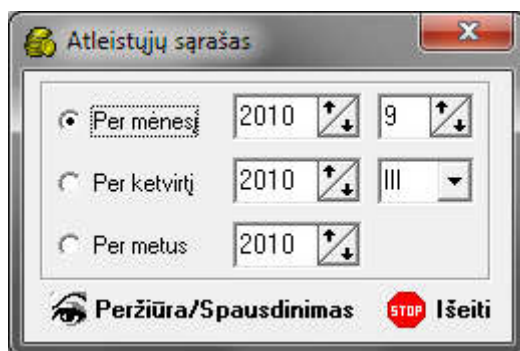 Atleistųjų sąrašas
Per mėnesį 2010 9
Per ketvirtį 2010 III
Per metus 2010
Peržiūra/Spausdinimas STOP Išeiti